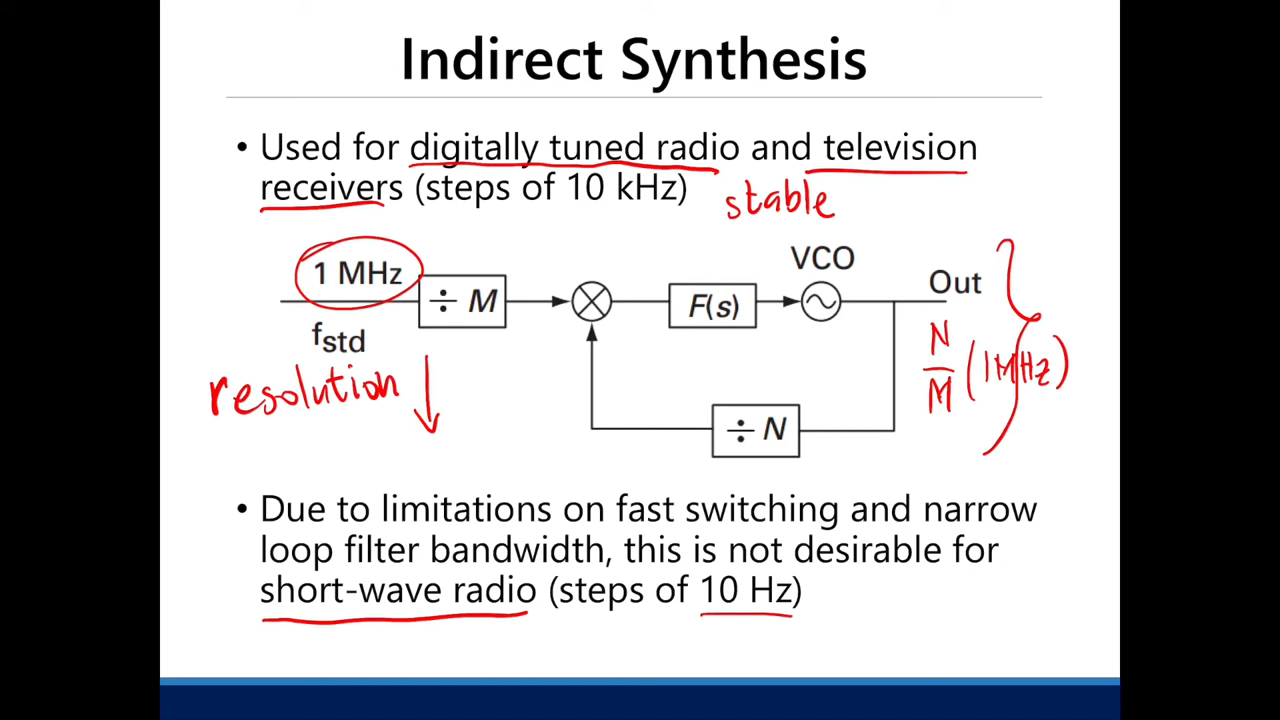 Indirect Synthesis
• Used for digitally tuned radio and television
receivers (steps of 10 kHz)
stable
1 MHz
÷ M
F(s)
VCO
Out
fstd
N
M
(1MHz)
resolution
÷ N
• Due to limitations on fast switching and narrow
loop filter bandwidth, this is not desirable for
short-wave radio (steps of 10 Hz)